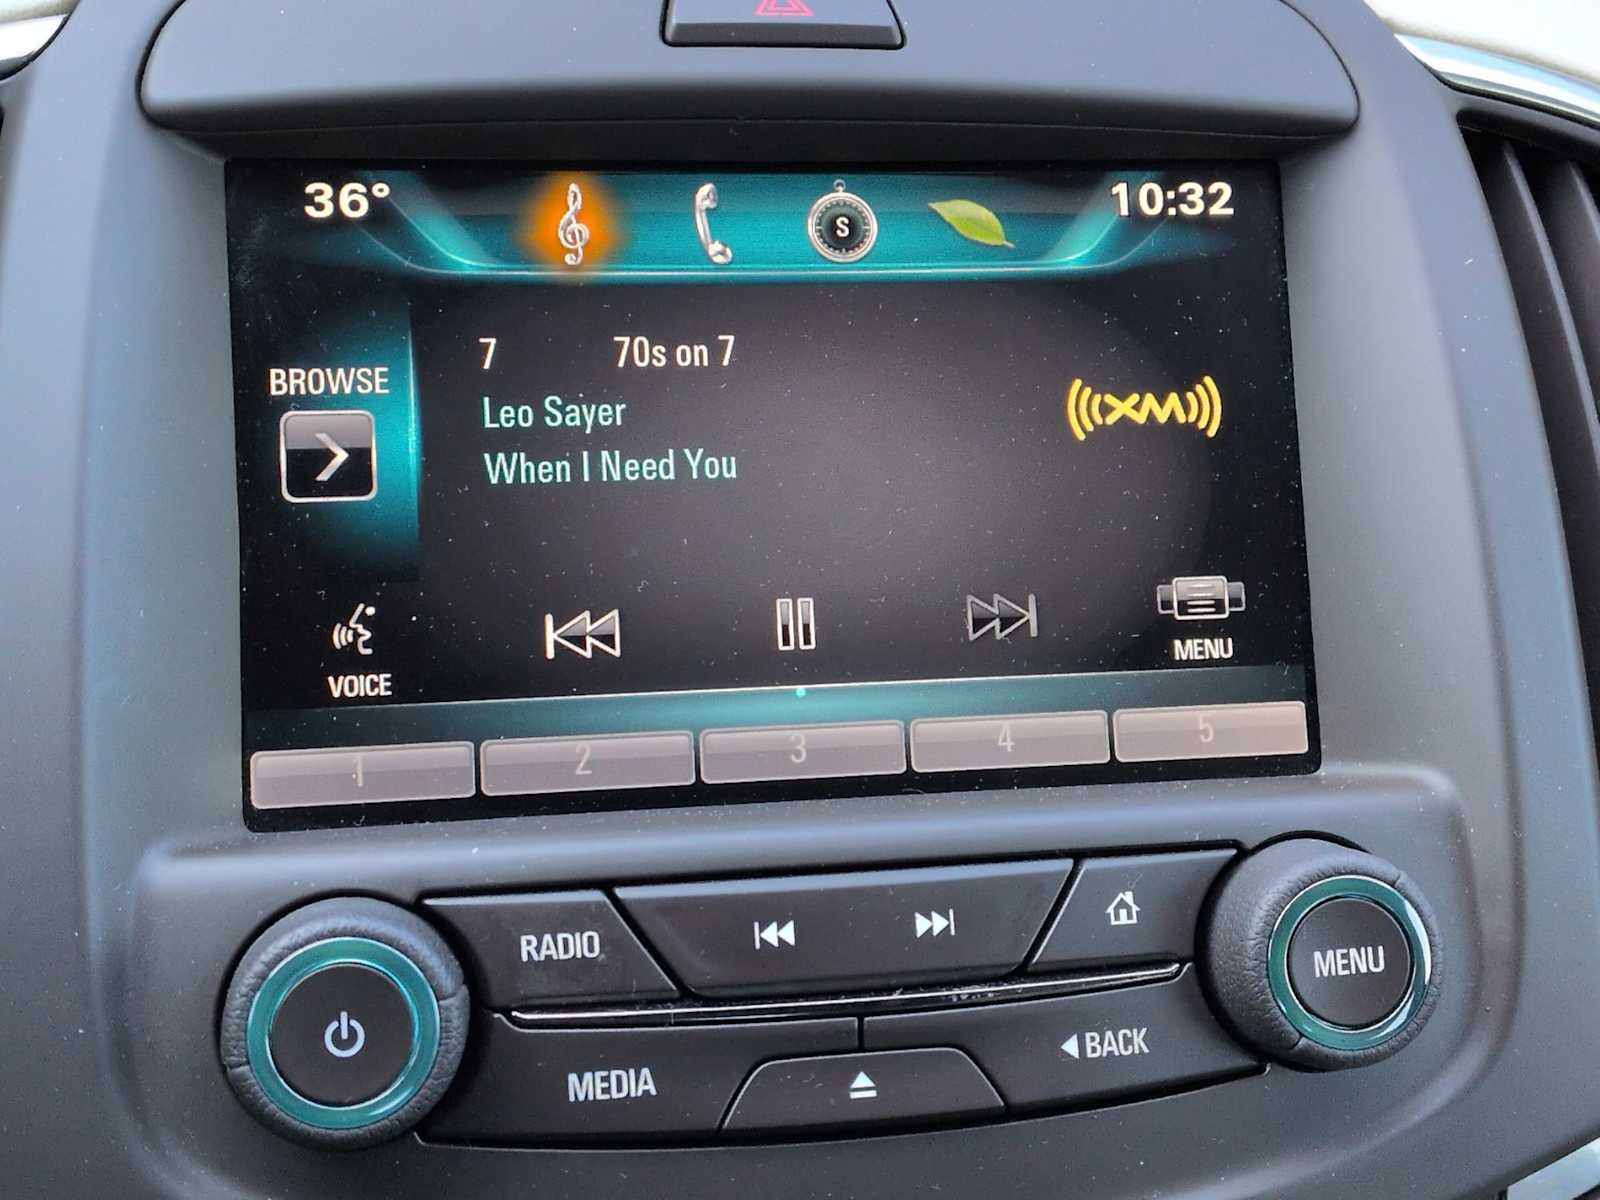 36° 10:32
S
7 70s on 7
BROWSE
Leo Sayer
XM
When I Need You
VOICE
MENU
1 2 3 4 5
RADIO
MENU
MEDIA
BACK